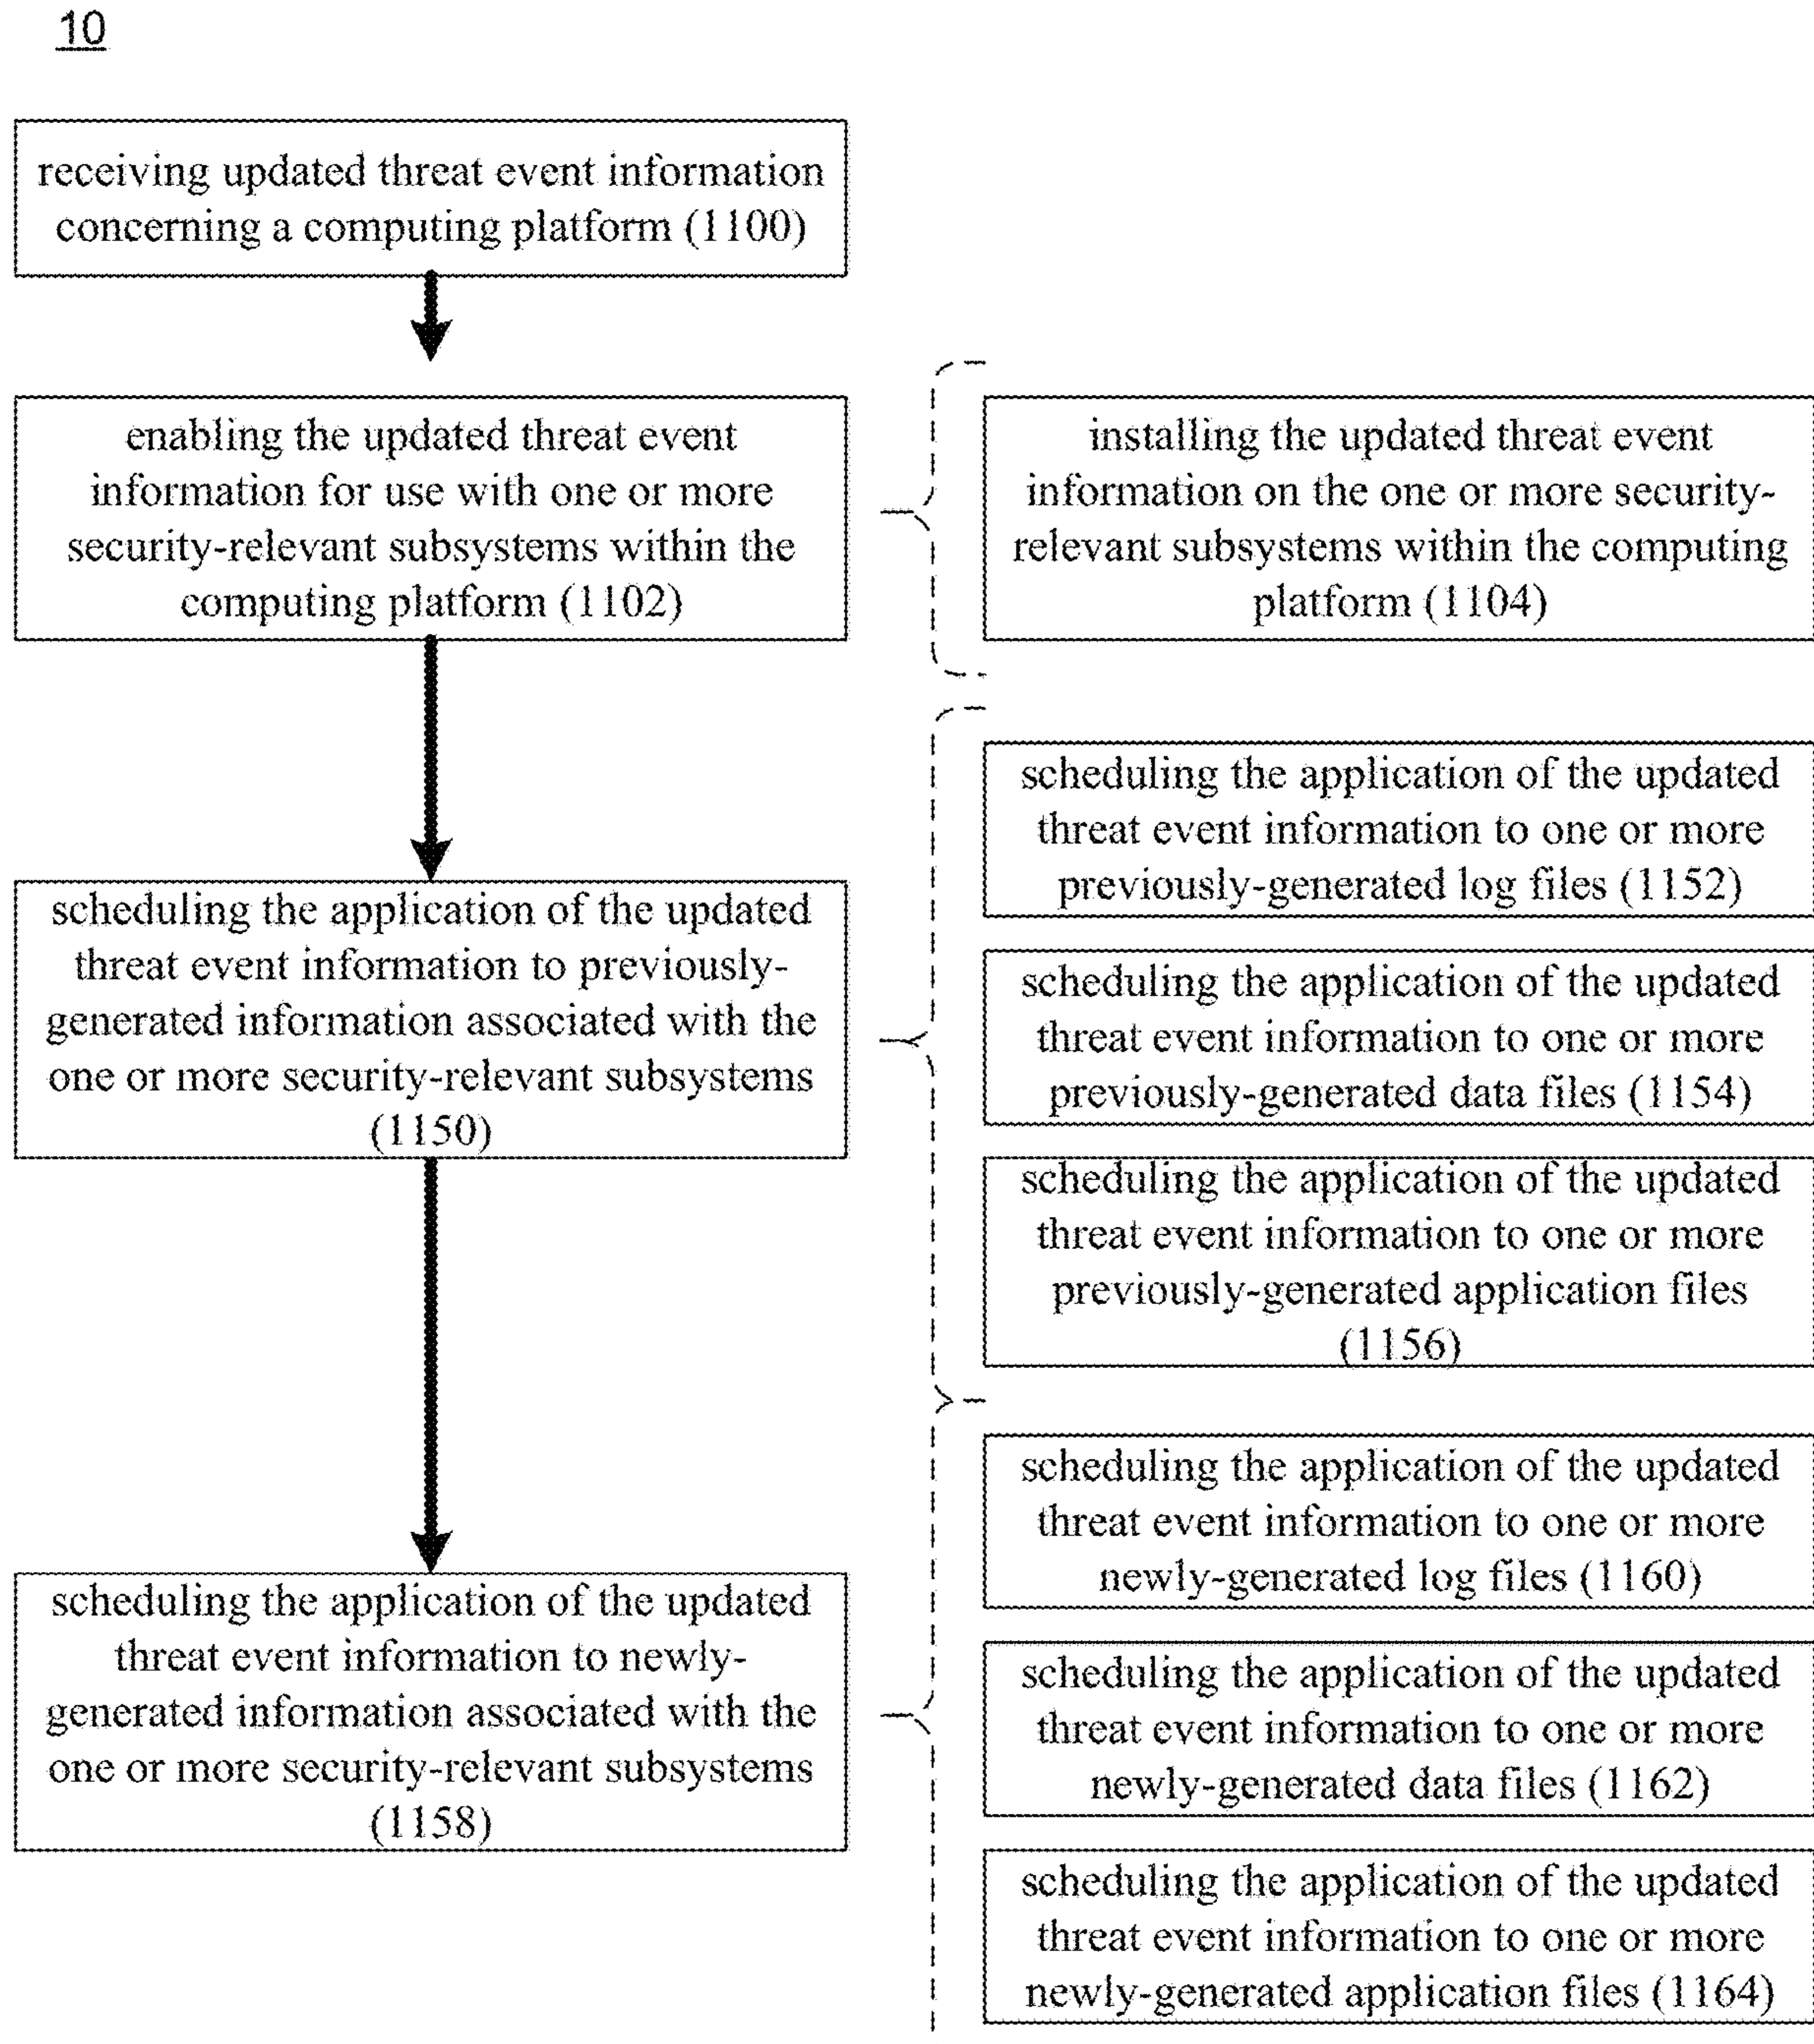 10
receiving updated threat event information
concerning a computing platform (1100)
enabling the updated threat event
information for use with one or more
security-relevant subsystems within the
computing platform (1102)
installing the updated threat event
information on the one or more security-
relevant subsystems within the computing
platform (1104)
scheduling the application of the updated
threat event information to previously-
generated information associated with the
one or more security-relevant subsystems
(1150)
scheduling the application of the updated
threat event information to one or more
previously-generated log files (1152)
scheduling the application of the updated
threat event information to one or more
previously-generated data files (1154)
scheduling the application of the updated
threat event information to one or more
previously-generated application files
(1156)
scheduling the application of the updated
threat event information to newly-
generated information associated with the
one or more security-relevant subsystems
(1158)
scheduling the application of the updated
threat event information to one or more
newly-generated log files (1160)
scheduling the application of the updated
threat event information to one or more
newly-generated data files (1162)
scheduling the application of the updated
threat event information to one or more
newly-generated application files (1164)